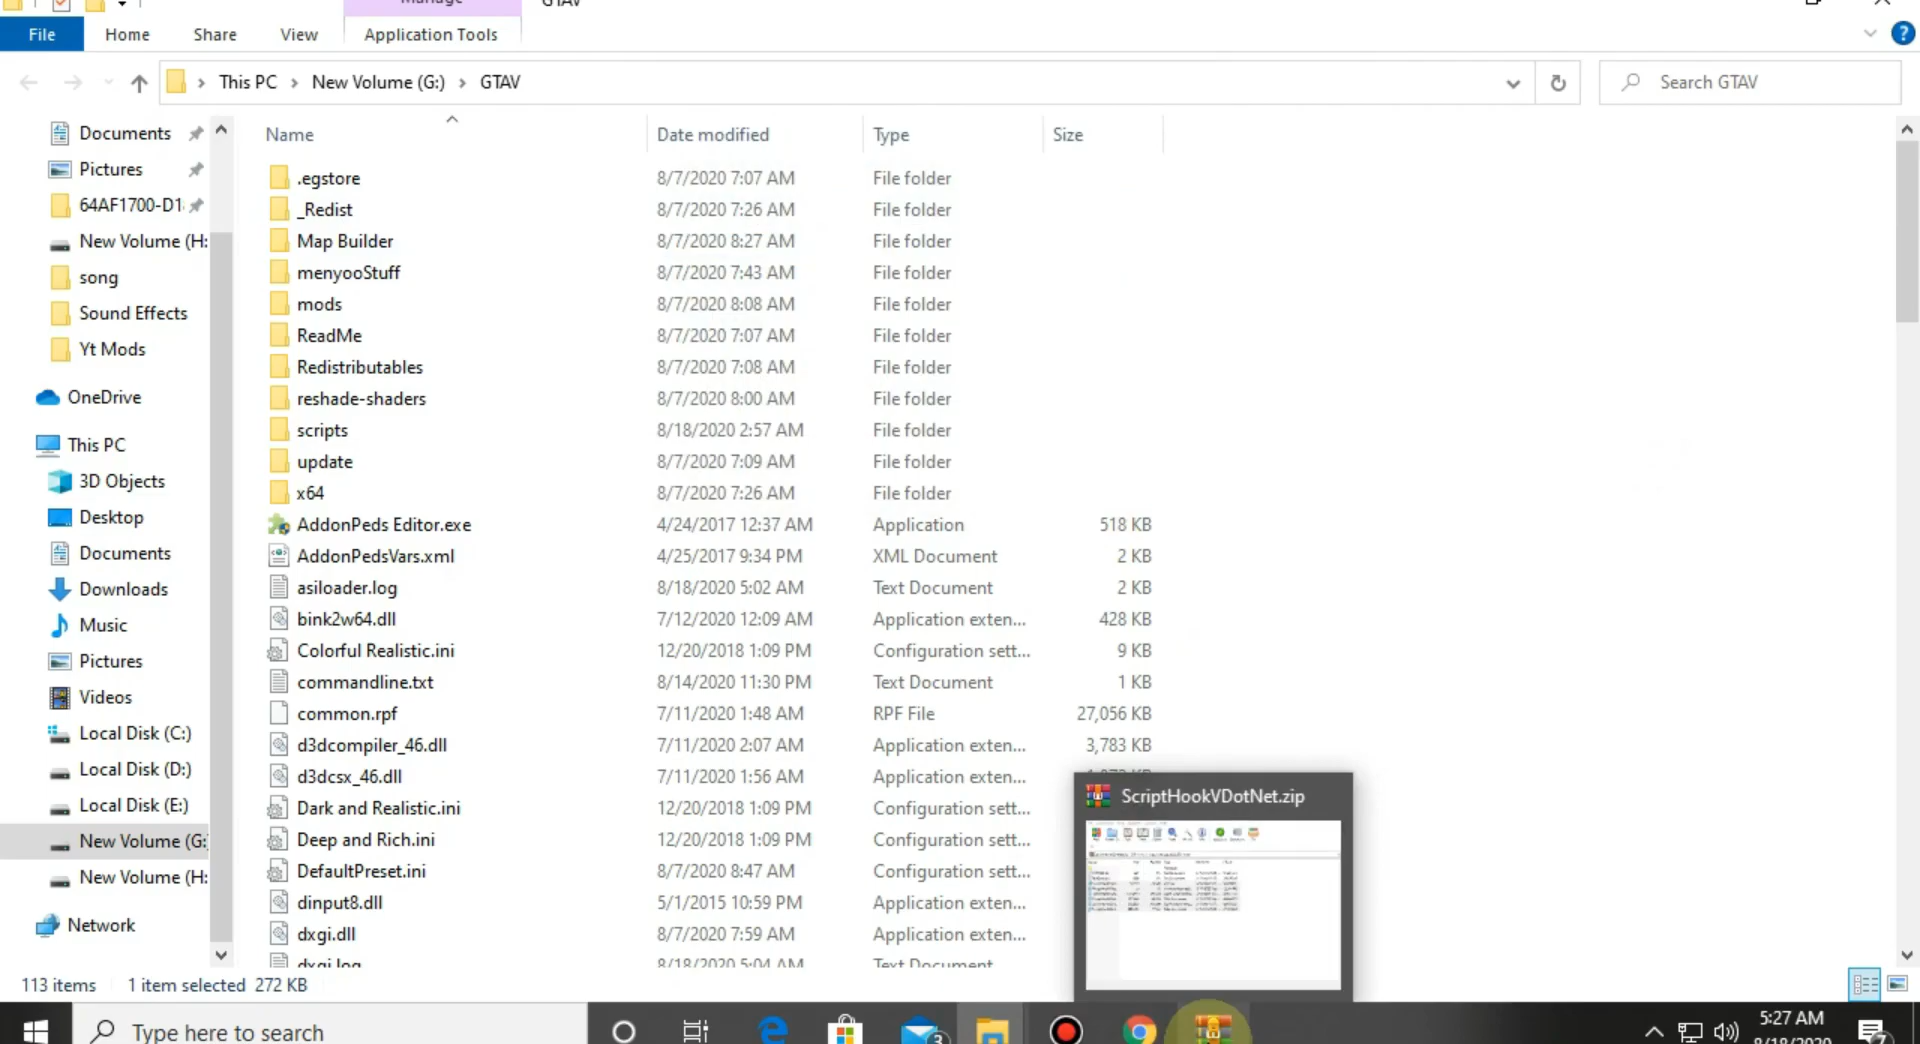 Manage
GTAV
File
Home
Share
View
Application Tools
This PC
New Volume (G:)
GTAV
Search GTAV
Documents
Pictures
64AF1700-D1
New Volume (H:
song
Sound Effects
Yt Mods
OneDrive
This PC
3D Objects
Desktop
Documents
Downloads
Music
Pictures
Videos
Local Disk (C:)
Local Disk (D:)
Local Disk (E:)
New Volume (G:
New Volume (H:
Network
Name Date modified Type Size
.egstore 8/7/2020 7:07 AM File folder
_Redist 8/7/2020 7:26 AM File folder
Map Builder 8/7/2020 8:27 AM File folder
menyooStuff 8/7/2020 7:43 AM File folder
mods 8/7/2020 8:08 AM File folder
ReadMe 8/7/2020 7:07 AM File folder
Redistributables 8/7/2020 7:08 AM File folder
reshade-shaders 8/7/2020 8:00 AM File folder
scripts 8/18/2020 2:57 AM File folder
update 8/7/2020 7:09 AM File folder
x64 8/7/2020 7:26 AM File folder
AddonPeds Editor.exe 4/24/2017 12:37 AM Application 518 KB
AddonPedsVars.xml 4/25/2017 9:34 PM XML Document 2 KB
asiloader.log 8/18/2020 5:02 AM Text Document 2 KB
bink2w64.dll 7/12/2020 12:09 AM Application exten... 428 KB
Colorful Realistic.ini 12/20/2018 1:09 PM Configuration sett... 9 KB
commandline.txt 8/14/2020 11:30 PM Text Document 1 KB
common.rpf 7/11/2020 1:48 AM RPF File 27,056 KB
d3dcompiler_46.dll 7/11/2020 2:07 AM Application exten... 3,783 KB
d3dcsx_46.dll 7/11/2020 1:56 AM Application exten...
Dark and Realistic.ini 12/20/2018 1:09 PM Configuration sett...
Deep and Rich.ini 12/20/2018 1:09 PM Configuration sett...
DefaultPreset.ini 8/7/2020 8:47 AM Configuration sett...
dinput8.dll 5/1/2015 10:59 PM Application exten...
dxgi.dll 8/7/2020 7:59 AM Application exten...
dxgi.log 8/18/2020 5:04 AM Text Document
ScriptHookVDotNet.zip
113 items 1 item selected 272 KB
Type here to search
3
5:27 AM
8/18/2020
7